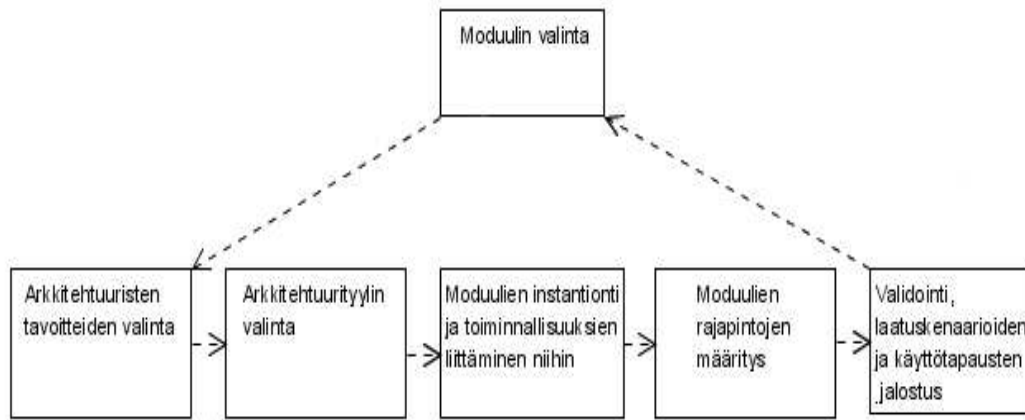 Moduulin valinta
Arkkitehtuuristen
tavoitteiden valinta
Arkkitehtuurityylin
valinta
Moduulien instantionti
ja toiminnallisuuksien
liittäminen niihin
Moduulien
rajapintojen
määritys
Validointi,
laatuskenaarioiden
ja käyttötapausten
jalostus